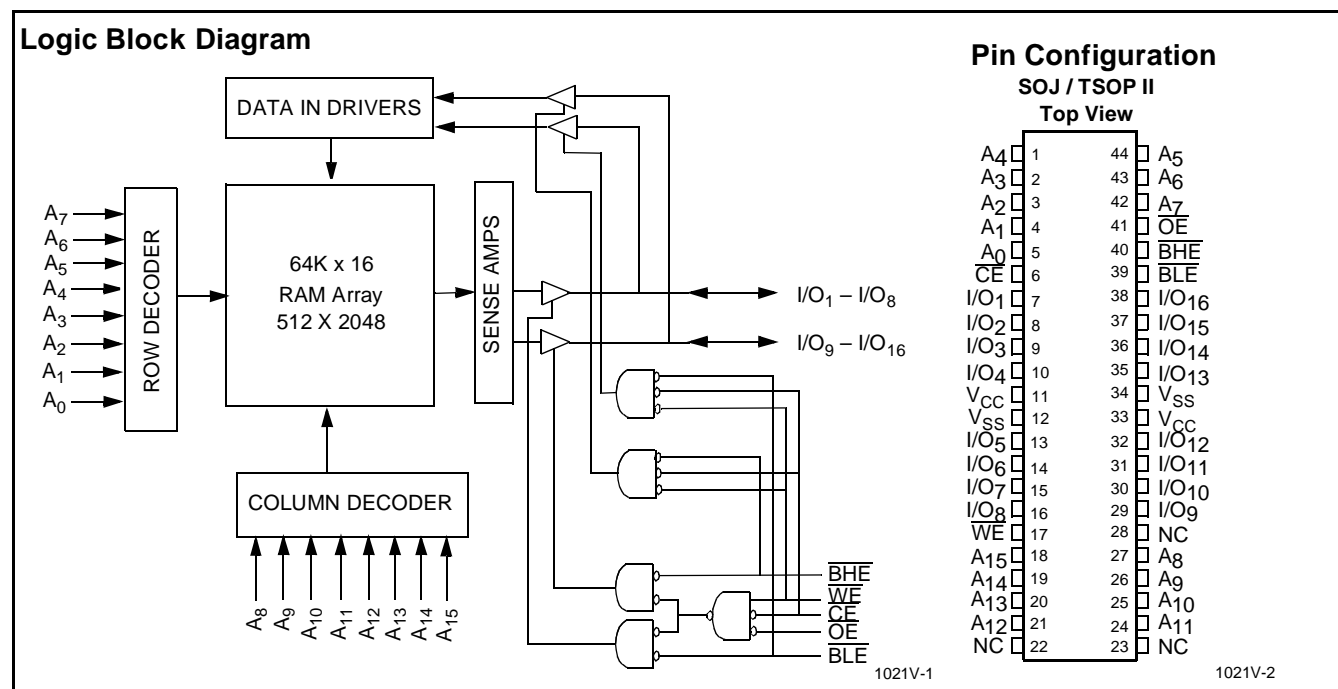 Logic Block Diagram
DATA IN DRIVERS
A7
A6
A5
A4
A3
A2
A1
A0
ROW DECODER
64K x 16
RAM Array
512 X 2048
SENSE AMPS
I/O1 – I/O8
I/O9 – I/O16
COLUMN DECODER
A8
A9
A10
A11
A12
A13
A14
A15
BHE
WE
CE
OE
BLE
1021V-1
Pin Configuration
SOJ / TSOP II
Top View
A4 1 44 A5
A3 2 43 A6
A2 3 42 A7
A1 4 41 OE
A0 5 40 BHE
CE 6 39 BLE
I/O1 7 38 I/O16
I/O2 8 37 I/O15
I/O3 9 36 I/O14
I/O4 10 35 I/O13
VCC 11 34 VSS
VSS 12 33 VCC
I/O5 13 32 I/O12
I/O6 14 31 I/O11
I/O7 15 30 I/O10
I/O8 16 29 I/O9
WE 17 28 NC
A15 18 27 A8
A14 19 26 A9
A13 20 25 A10
A12 21 24 A11
NC 22 23 NC
1021V-2